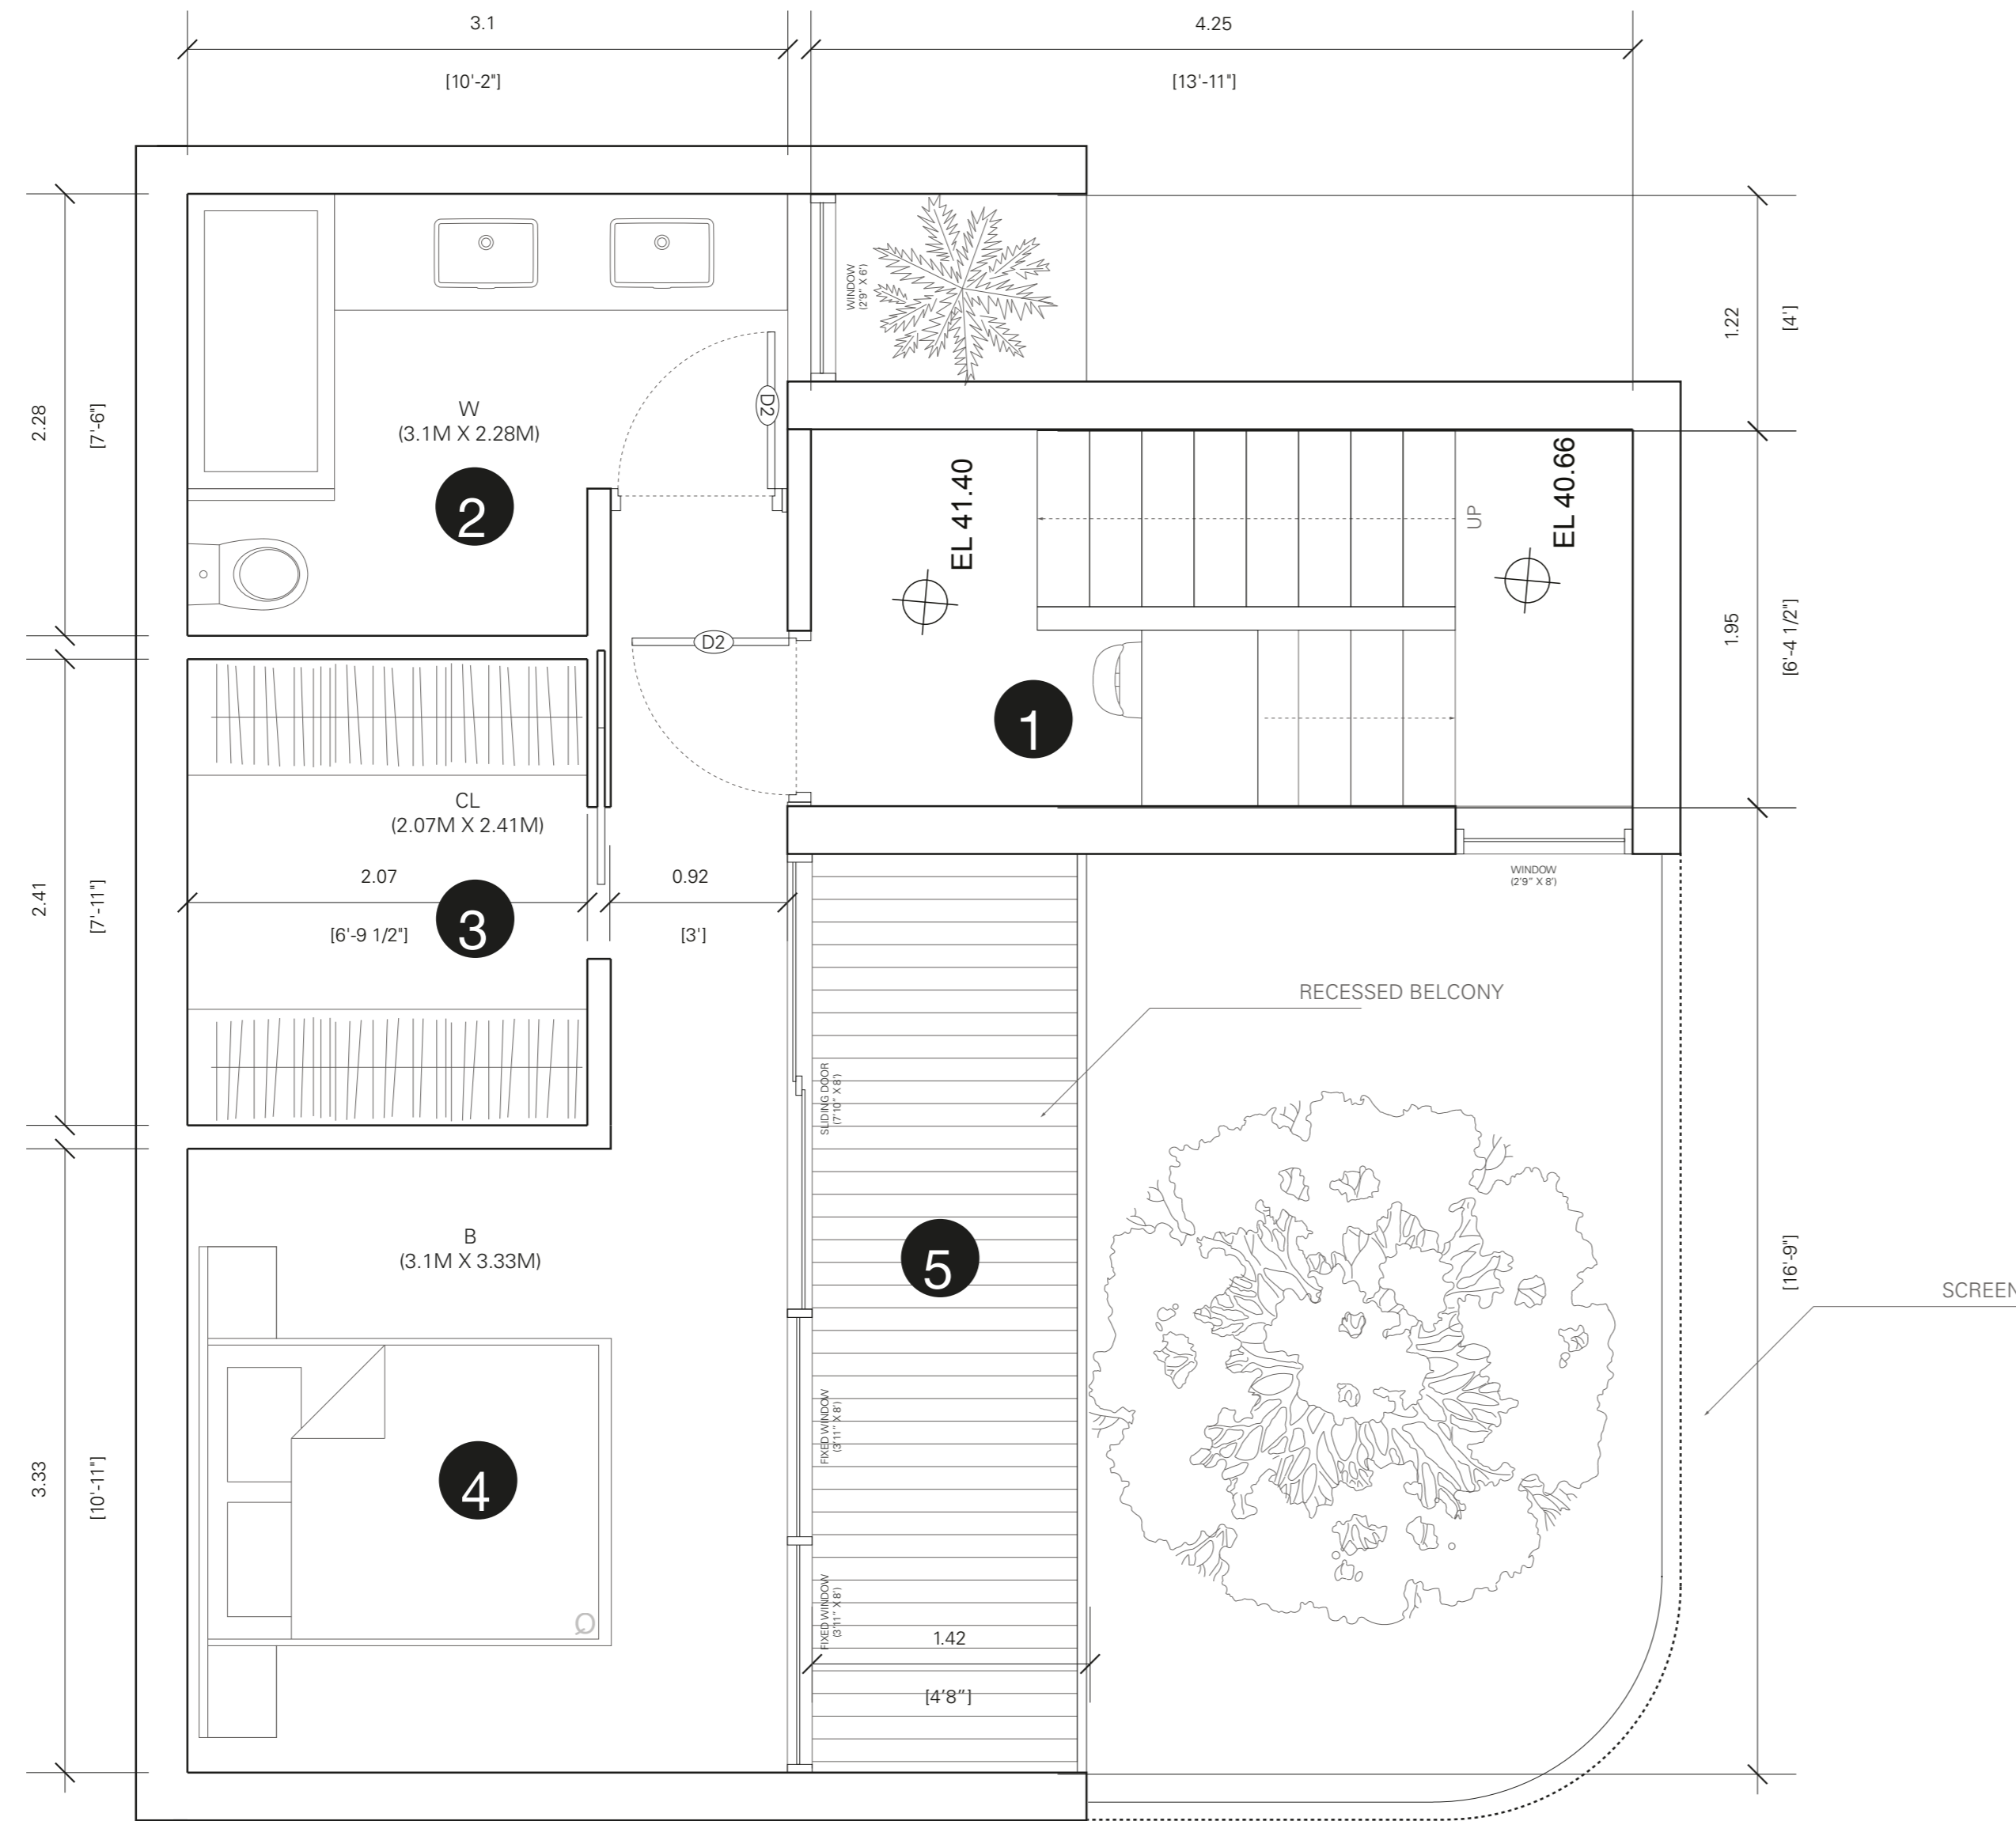 3.1
[10'-2"]
4.25
[13'-11"]
2.28
[7'-6"]
W
(3.1M X 2.28M)
2
D2
WINDOW
(2'9" X 6')
EL 41.40
UP
EL 40.66
1.22
[4']
1.95
[6'-4 1/2"]
D2
1
2.41
[7'-11"]
CL
(2.07M X 2.41M)
2.07
[6'-9 1/2"]
3
0.92
[3']
WINDOW
(2'9" X 8')
RECESSED BELCONY
SLIDING DOOR
(7'10" X 8')
5
[16'-9"]
SCREEN
3.33
[10'-11"]
B
(3.1M X 3.33M)
4
Q
FIXED WINDOW
(3'11" X 8')
FIXED WINDOW
(3'11" X 8')
1.42
[4'8"]